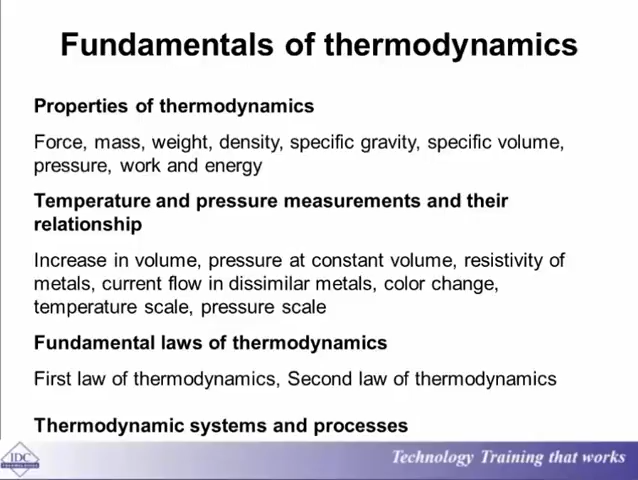 Fundamentals of thermodynamics
Properties of thermodynamics
Force, mass, weight, density, specific gravity, specific volume,
pressure, work and energy
Temperature and pressure measurements and their
relationship
Increase in volume, pressure at constant volume, resistivity of
metals, current flow in dissimilar metals, color change,
temperature scale, pressure scale
Fundamental laws of thermodynamics
First law of thermodynamics, Second law of thermodynamics
Thermodynamic systems and processes
IDC
Technology Training that works